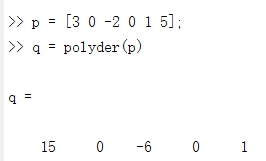 >> p = [3 0 -2 0 1 5];
>> q = polyder(p)
q =
15 0 -6 0 1